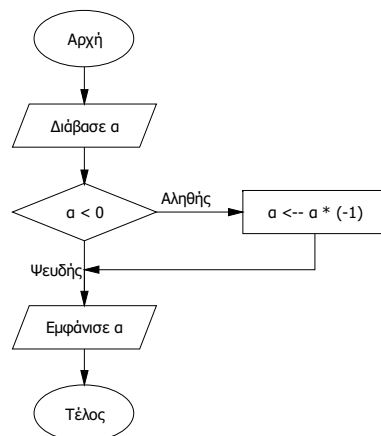 Αρχή
Διάβασε α
α < 0
Αληθής
α <-- α * (-1)
Ψευδής
Εμφάνισε α
Τέλος